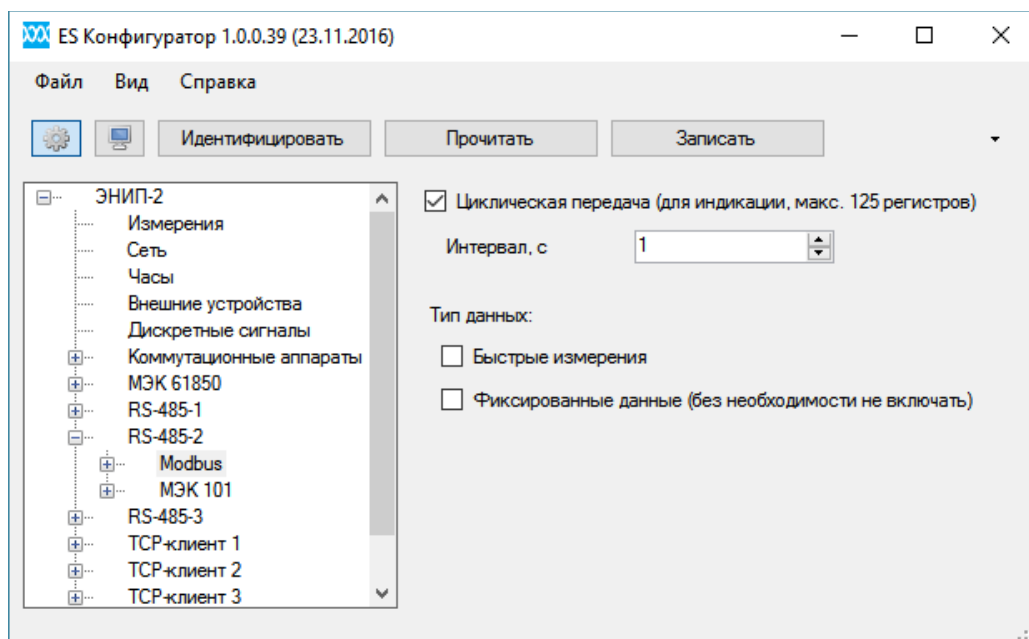 ES Конфигуратор 1.0.0.39 (23.11.2016)
Файл Вид Справка
Идентифицировать Прочитать Записать
ЭНИП-2
Измерения
Сеть
Часы
Внешние устройства
Дискретные сигналы
Коммутационные аппараты
МЭК 61850
RS-485-1
RS-485-2
Modbus
МЭК 101
RS-485-3
TCP-клиент 1
TCP-клиент 2
TCP-клиент 3
Циклическая передача (для индикации, макс. 125 регистров)
Интервал, с 1
Тип данных:
Быстрые измерения
Фиксированные данные (без необходимости не включать)